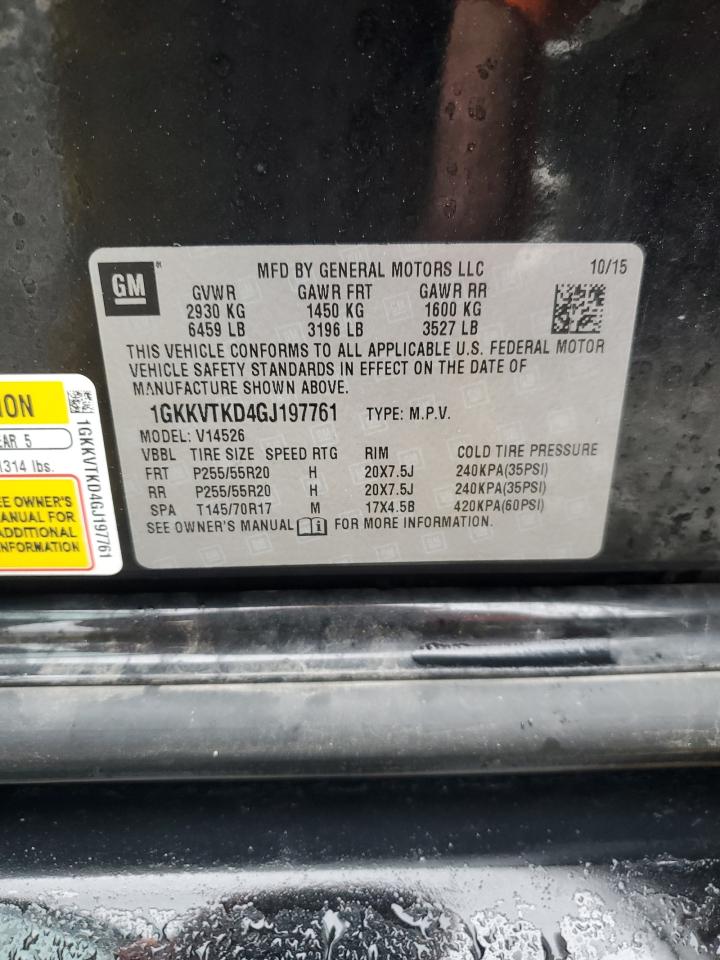 GM
MFD BY GENERAL MOTORS LLC 10/15
GVWR GAWR FRT GAWR RR
2930 KG 1450 KG 1600 KG
6459 LB 3196 LB 3527 LB
THIS VEHICLE CONFORMS TO ALL APPLICABLE U.S. FEDERAL MOTOR
VEHICLE SAFETY STANDARDS IN EFFECT ON THE DATE OF
MANUFACTURE SHOWN ABOVE.
1GKKVTKD4GJ197761 TYPE: M.P.V.
MODEL: V14526
VBBL TIRE SIZE SPEED RTG RIM COLD TIRE PRESSURE
FRT P255/55R20 H 20X7.5J 240KPA(35PSI)
RR P255/55R20 H 20X7.5J 240KPA(35PSI)
SPA T145/70R17 M 17X4.5B 420KPA(60PSI)
SEE OWNER'S MANUAL FOR MORE INFORMATION.
ION
EAR 5
1314 lbs.
EE OWNER'S
ANUAL FOR
ADDITIONAL
NFORMATION
1GKKVTKD4GJ197761